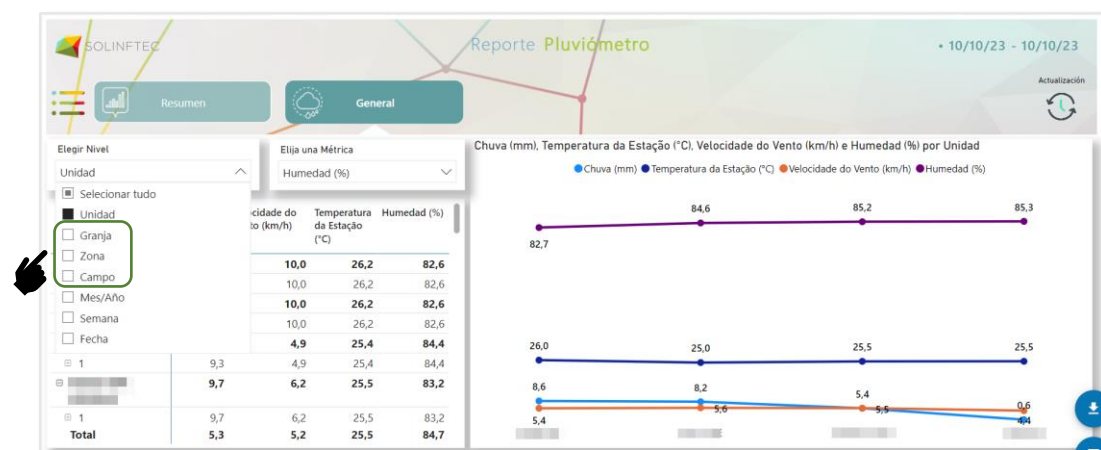 SOLINFTEC
Reporte Pluviómetro
• 10/10/23 - 10/10/23
Actualización
Resumen
General
Elegir Nivel
Unidad
Elija una Métrica
Humedad (%)
Selecionar tudo
Unidad
Granja
Zona
Campo
Mes/Año
Semana
Fecha
Temperatura da Estação (°C)
Humedad (%)
10,0 26,2 82,6
10,0 26,2 82,6
10,0 26,2 82,6
10,0 26,2 82,6
4,9 25,4 84,4
1 9,3 4,9 25,4 84,4
9,7 6,2 25,5 83,2
1 9,7 6,2 25,5 83,2
Total 5,3 5,2 25,5 84,7
Chuva (mm), Temperatura da Estação (°C), Velocidade do Vento (km/h) e Humedad (%) por Unidad
Chuva (mm) Temperatura da Estação (°C) Velocidade do Vento (km/h) Humedad (%)
82,7 84,6 85,2 85,3
26,0 25,0 25,5 25,5
8,6 8,2 5,4 0,6
5,4 5,6 5,5 4,4